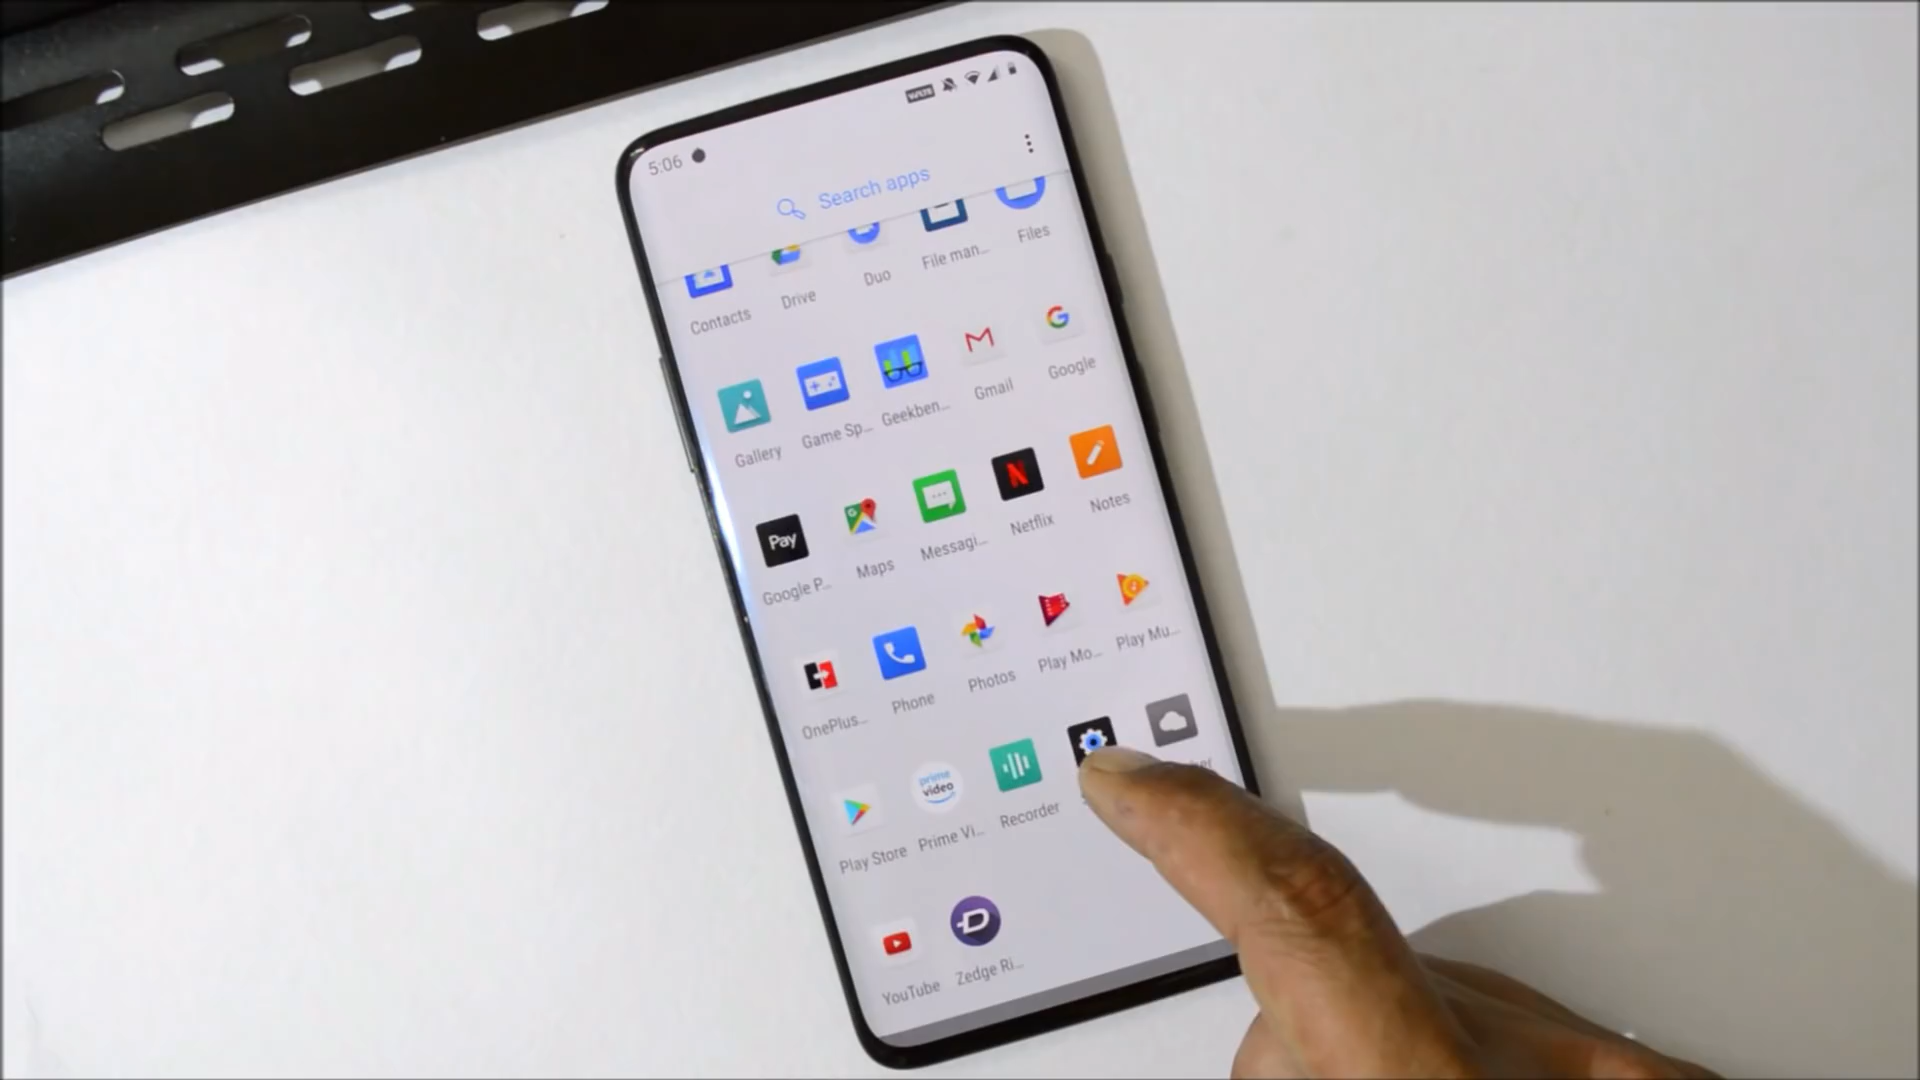 5:06
VoLTE
Search apps
Contacts
Drive
Duo
File man...
Files
Gallery
Game Sp...
Geekben...
Gmail
Google
Pay
Google P...
Maps
Messagi...
Netflix
Notes
OnePlus...
Phone
Photos
Play Mo...
Play Mu...
prime
video
Play Store
Prime Vi...
Recorder
YouTube
Zedge Ri...